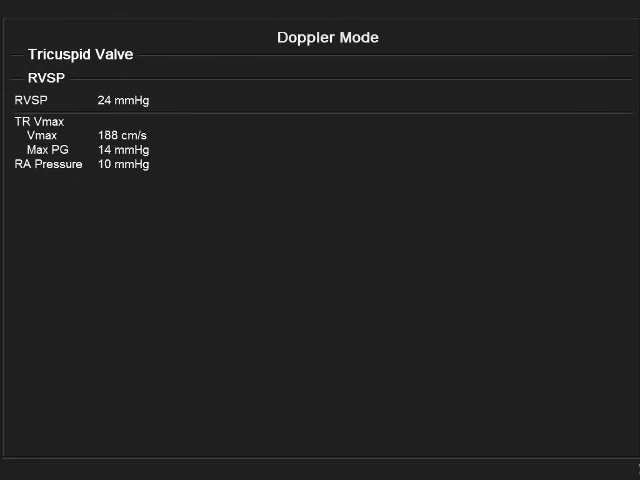 Doppler Mode
Tricuspid Valve
RVSP
RVSP 24 mmHg
TR Vmax
Vmax 188 cm/s
Max PG 14 mmHg
RA Pressure 10 mmHg